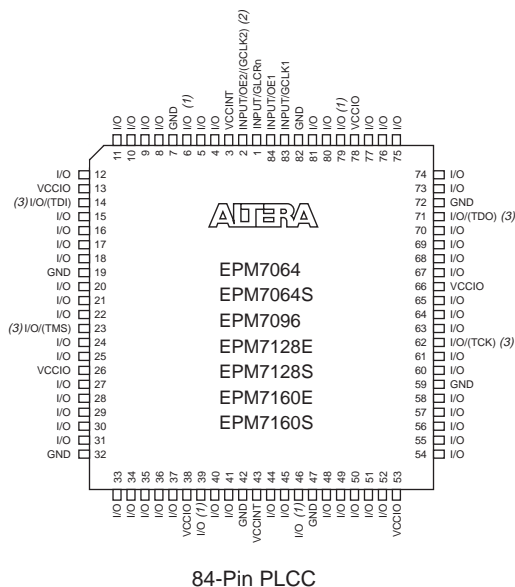 I/O
I/O
I/O
I/O
GND
I/O (1)
I/O
I/O
VCCINT
INPUT/OE2/(GCLK2) (2)
INPUT/GLCRn
INPUT/OE1
INPUT/GCLK1
GND
I/O
I/O
I/O (1)
VCCIO
I/O
I/O
I/O
11
10
9
8
7
6
5
4
3
2
1
84
83
82
81
80
79
78
77
76
75
I/O 12
VCCIO 13
(3) I/O/(TDI) 14
I/O 15
I/O 16
I/O 17
I/O 18
GND 19
I/O 20
I/O 21
I/O 22
(3) I/O/(TMS) 23
I/O 24
I/O 25
VCCIO 26
I/O 27
I/O 28
I/O 29
I/O 30
I/O 31
GND 32
ALTERA
EPM7064
EPM7064S
EPM7096
EPM7128E
EPM7128S
EPM7160E
EPM7160S
74 I/O
73 I/O
72 GND
71 I/O/(TDO) (3)
70 I/O
69 I/O
68 I/O
67 I/O
66 VCCIO
65 I/O
64 I/O
63 I/O
62 I/O/(TCK) (3)
61 I/O
60 I/O
59 GND
58 I/O
57 I/O
56 I/O
55 I/O
54 I/O
33
34
35
36
37
38
39
40
41
42
43
44
45
46
47
48
49
50
51
52
53
I/O
I/O
I/O
I/O
I/O
VCCIO
I/O (1)
I/O
I/O
GND
VCCINT
I/O
I/O
I/O (1)
GND
I/O
I/O
I/O
I/O
I/O
VCCIO
84-Pin PLCC